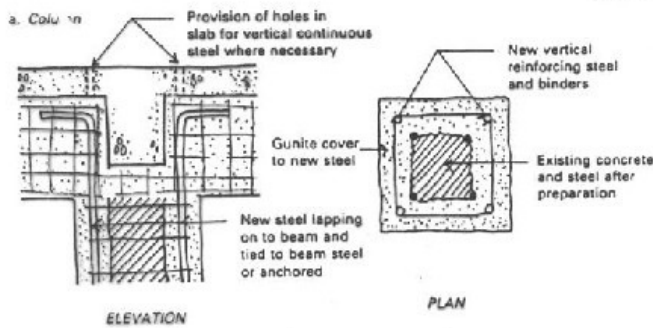 a. Column
Provision of holes in
slab for vertical continuous
steel where necessary
New steel lapping
on to beam and
tied to beam steel
or anchored
ELEVATION
New vertical
reinforcing steel
and binders
Gunite cover
to new steel
Existing concrete
and steel after
preparation
PLAN